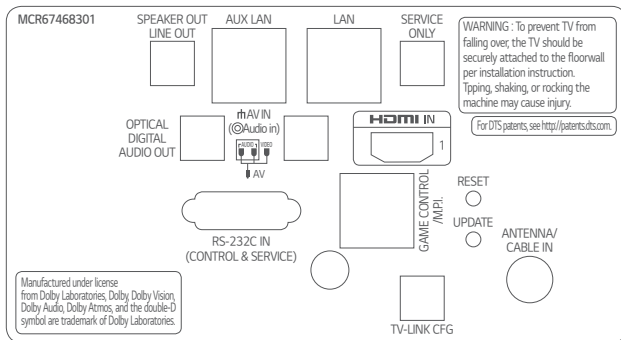 MCR67468301
SPEAKER OUT
LINE OUT
AUX LAN
LAN
SERVICE
ONLY
WARNING : To prevent TV from
falling over, the TV should be
securely attached to the floorwall
per installation instruction.
Tpping, shaking, or rocking the
machine may cause injury.
For DTS patents, see http://patents.dts.com.
OPTICAL
DIGITAL
AUDIO OUT
AV IN
(Audio in)
AUDIO
VIDEO
AV
HDMI IN
1
RS-232C IN
(CONTROL & SERVICE)
GAME CONTROL
/M.P.I.
RESET
UPDATE
ANTENNA/
CABLE IN
TV-LINK CFG
Manufactured under license
from Dolby Laboratories, Dolby, Dolby Vision,
Dolby Audio, Dolby Atmos, and the double-D
symbol are trademark of Dolby Laboratories.